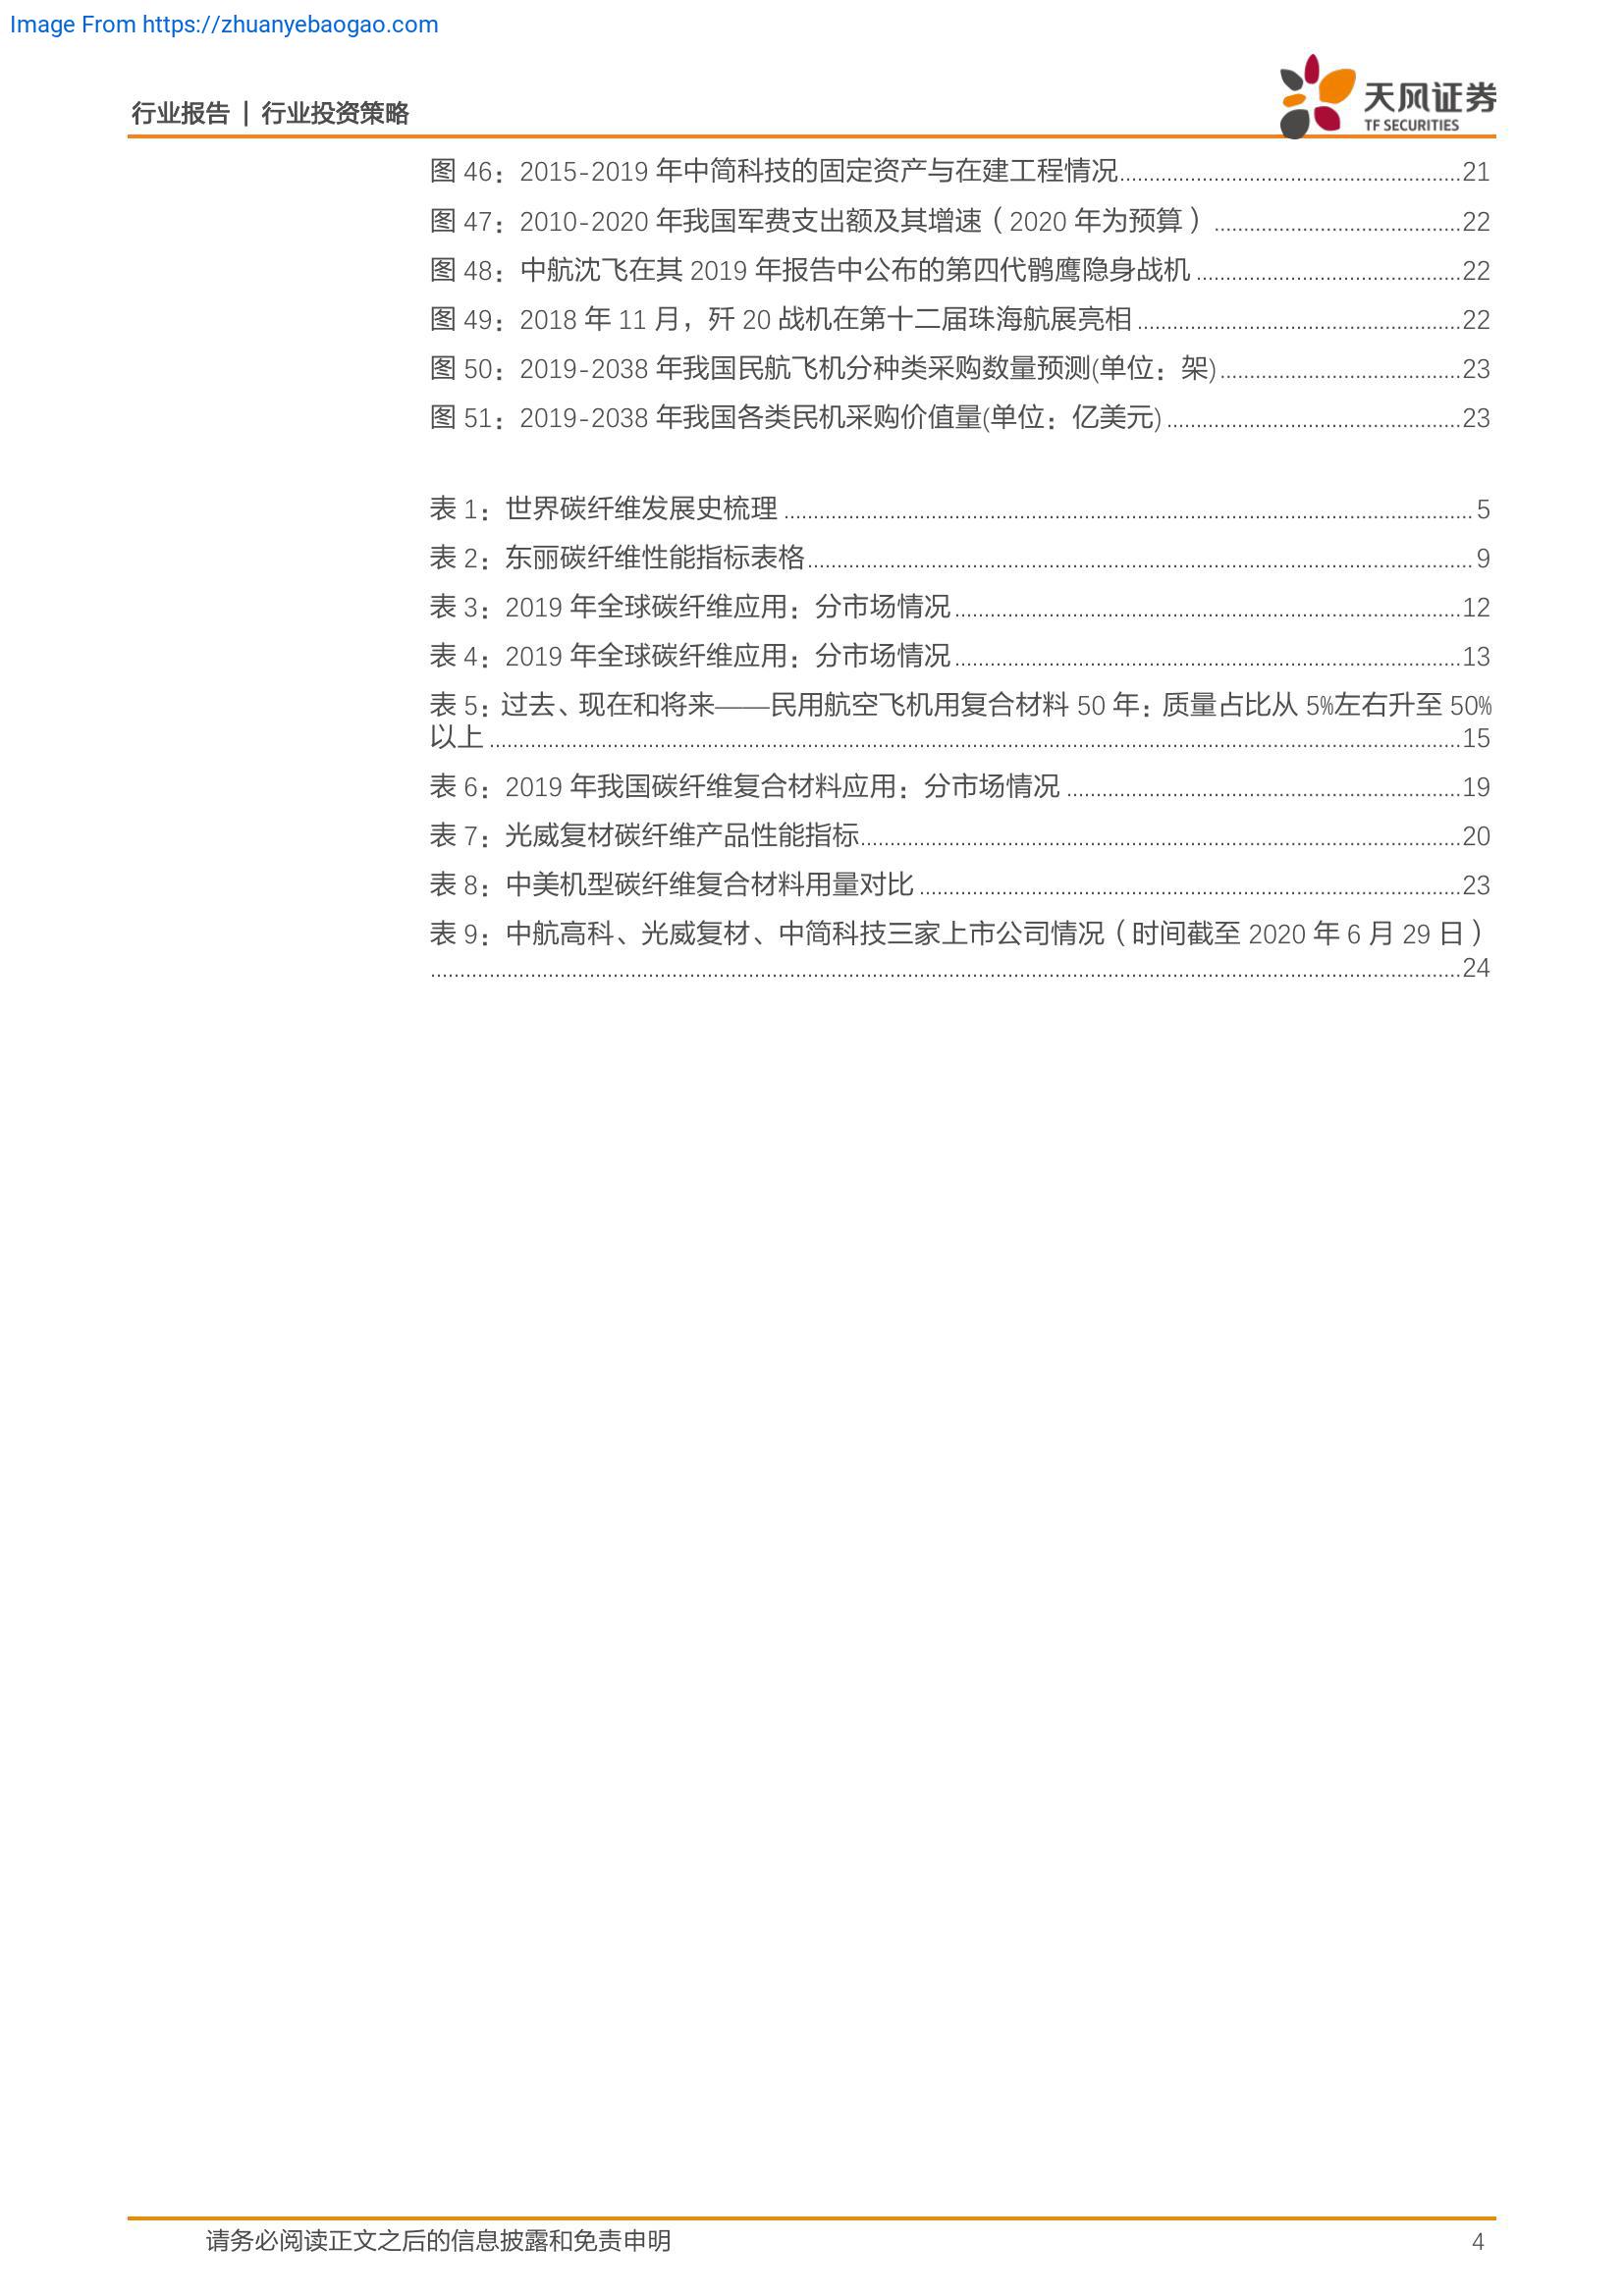 Image From https://zhuanyebaogao.com
行业报告 | 行业投资策略
天风证券
TF SECURITIES
图 46：2015-2019 年中简科技的固定资产与在建工程情况 21
图 47：2010-2020 年我国军费支出额及其增速（2020 年为预算） 22
图 48：中航沈飞在其 2019 年报告中公布的第四代鹘鹰隐身战机 22
图 49：2018 年 11 月，歼 20 战机在第十二届珠海航展亮相 22
图 50：2019-2038 年我国民航飞机分种类采购数量预测(单位：架) 23
图 51：2019-2038 年我国各类民机采购价值量(单位：亿美元) 23
表 1：世界碳纤维发展史梳理 5
表 2：东丽碳纤维性能指标表格 9
表 3：2019 年全球碳纤维应用：分市场情况 12
表 4：2019 年全球碳纤维应用：分市场情况 13
表 5：过去、现在和将来——民用航空飞机用复合材料 50 年：质量占比从 5%左右升至 50%
以上 15
表 6：2019 年我国碳纤维复合材料应用：分市场情况 19
表 7：光威复材碳纤维产品性能指标 20
表 8：中美机型碳纤维复合材料用量对比 23
表 9：中航高科、光威复材、中简科技三家上市公司情况（时间截至 2020 年 6 月 29 日）
24
请务必阅读正文之后的信息披露和免责申明 4